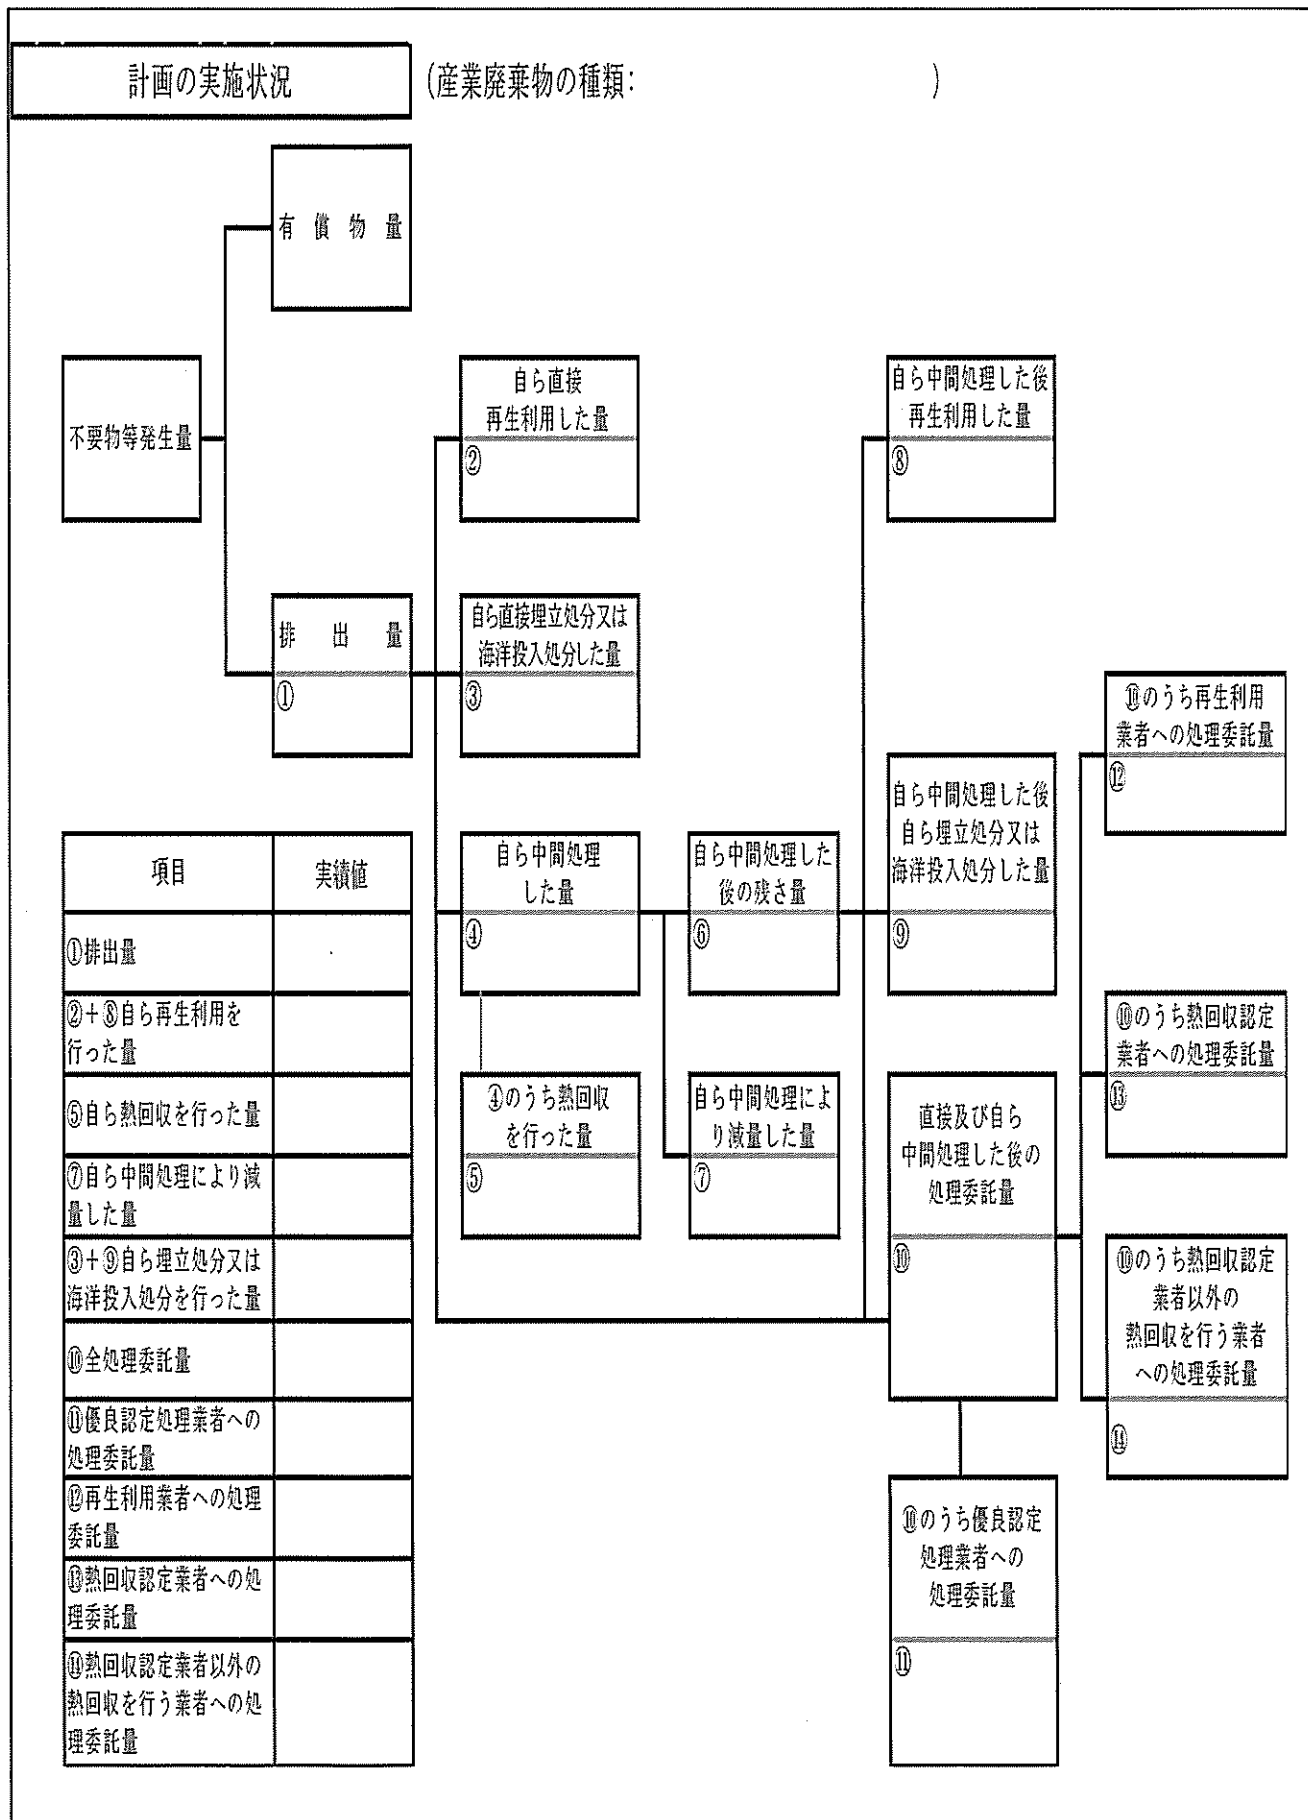 計画の実施状況
(産業廃棄物の種類: )
有償物量
不要物等発生量
排出量
①
自ら直接
再生利用した量
②
自ら直接埋立処分又は
海洋投入処分した量
③
自ら中間処理
した量
④
④のうち熱回収
を行った量
⑤
自ら中間処理した
後の残さ量
⑥
自ら中間処理によ
り減量した量
⑦
自ら中間処理した後
再生利用した量
⑧
自ら中間処理した後
自ら埋立処分又は
海洋投入処分した量
⑨
直接及び自ら
中間処理した後の
処理委託量
⑩
⑩のうち優良認定
処理業者への
処理委託量
⑪
⑩のうち再生利用
業者への処理委託量
⑫
⑩のうち熱回収認定
業者への処理委託量
⑬
⑩のうち熱回収認定
業者以外の
熱回収を行う業者
への処理委託量
⑭
項目 実績値
①排出量
②+⑧自ら再生利用を
行った量
⑤自ら熱回収を行った量
⑦自ら中間処理により減
量した量
③+⑨自ら埋立処分又は
海洋投入処分を行った量
⑩全処理委託量
⑪優良認定処理業者への
処理委託量
⑫再生利用業者への処理
委託量
⑬熱回収認定業者への処
理委託量
⑭熱回収認定業者以外の
熱回収を行う業者への処
理委託量